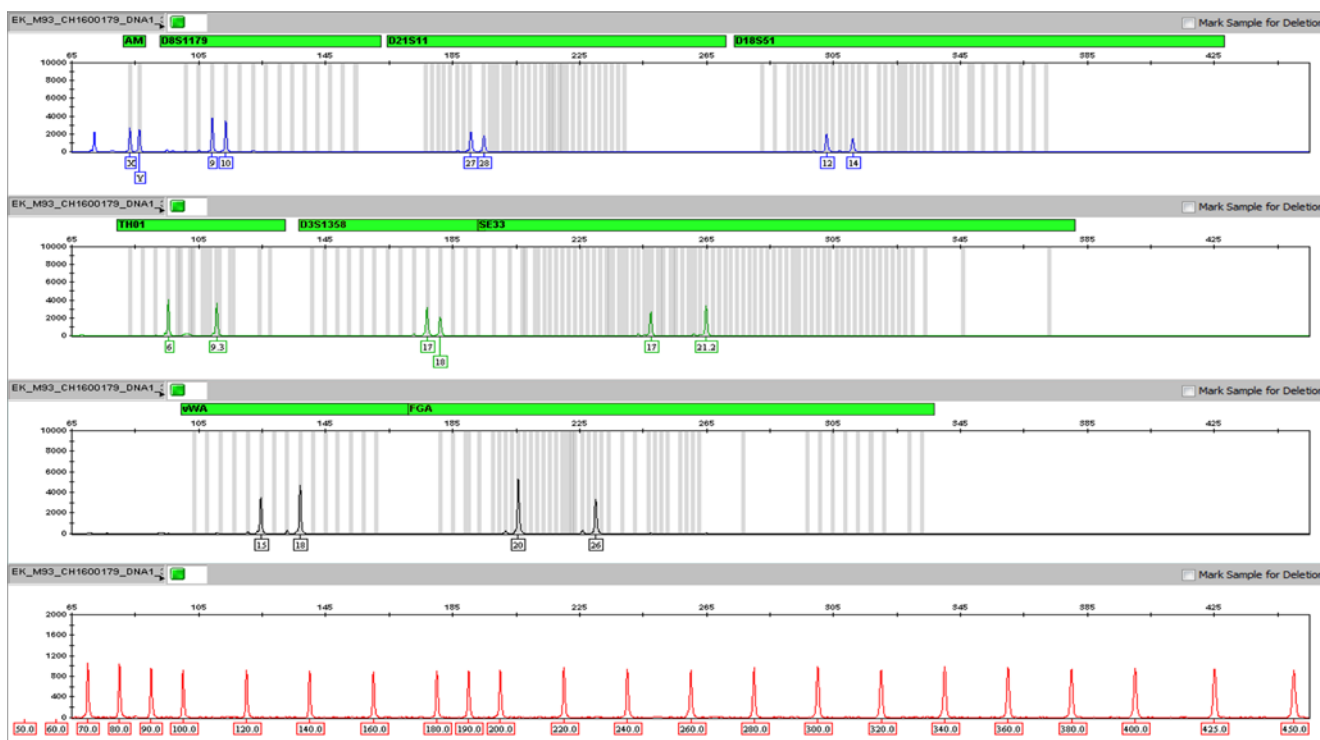 EK_M93_CH1600179_DNA1_ Mark Sample for Deletion
AM D8S1179 D21S11 D18S51
65 105 145 185 225 265 305 345 385 425
10000
8000
6000
4000
2000
0
X 9 10 27 28 12 14
Y
EK_M93_CH1600179_DNA1_ Mark Sample for Deletion
TH01 D3S1358 SE33
65 105 145 185 225 265 305 345 385 425
10000
8000
6000
4000
2000
0
6 9.3 17 17 21.2
18
EK_M93_CH1600179_DNA1_ Mark Sample for Deletion
vWA FGA
65 105 145 185 225 265 305 345 385 425
10000
8000
6000
4000
2000
0
15 18 20 26
EK_M93_CH1600179_DNA1_ Mark Sample for Deletion
65 105 145 185 225 265 305 345 385 425
2000
1600
1200
800
400
0
50.0 60.0 70.0 80.0 90.0 100.0 120.0 140.0 160.0 180.0 190.0 200.0 220.0 240.0 260.0 280.0 300.0 320.0 340.0 360.0 380.0 400.0 425.0 450.0